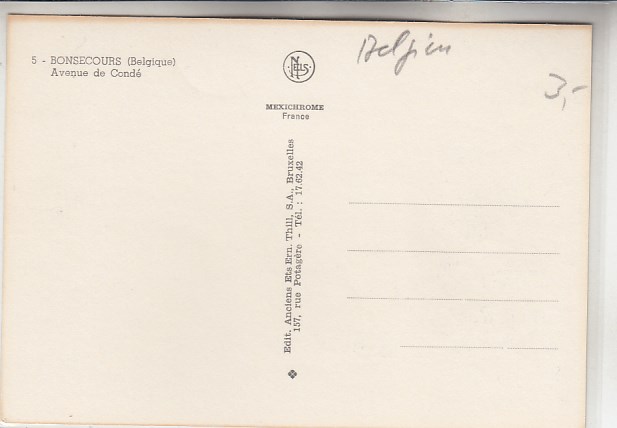 5 - BONSECOURS (Belgique)
Avenue de Condé
NELS
MEXICHROME
France
Edit. Anciens Ets Ern. Thill, S.A., Bruxelles
157, rue Potagère - Tél. : 17.62.42
Belgien
3,-